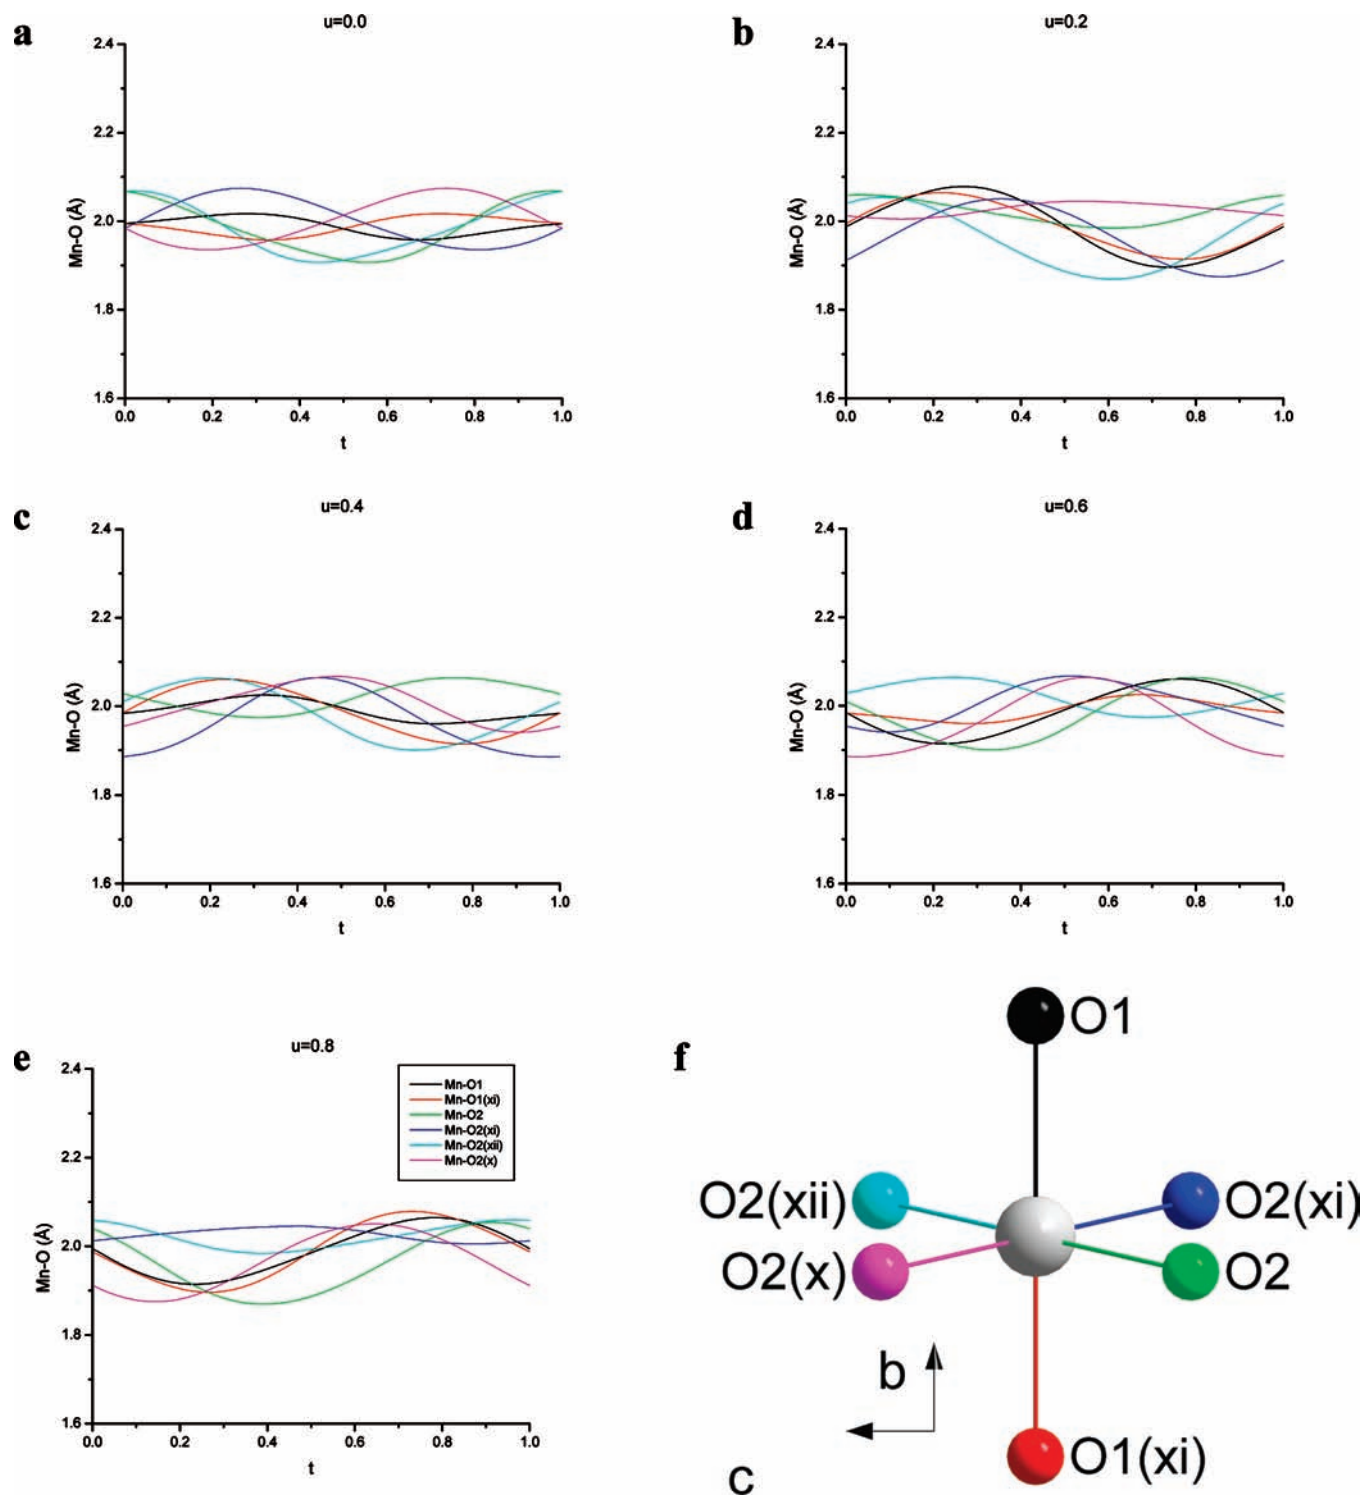 a
u=0.0
2.4
2.2
2.0
1.8
1.6
Mn-O (Å)
0.0 0.2 0.4 0.6 0.8 1.0
t
b
u=0.2
2.4
2.2
2.0
1.8
1.6
Mn-O (Å)
0.0 0.2 0.4 0.6 0.8 1.0
t
c
u=0.4
2.4
2.2
2.0
1.8
1.6
Mn-O (Å)
0.0 0.2 0.4 0.6 0.8 1.0
t
d
u=0.6
2.4
2.2
2.0
1.8
1.6
Mn-O (Å)
0.0 0.2 0.4 0.6 0.8 1.0
t
e
u=0.8
2.4
2.2
2.0
1.8
1.6
Mn-O (Å)
0.0 0.2 0.4 0.6 0.8 1.0
t
Mn-O1
Mn-O1(xi)
Mn-O2
Mn-O2(xi)
Mn-O2(xii)
Mn-O2(x)
f
O1
O2(xii)
O2(xi)
O2(x)
O2
b
c
O1(xi)